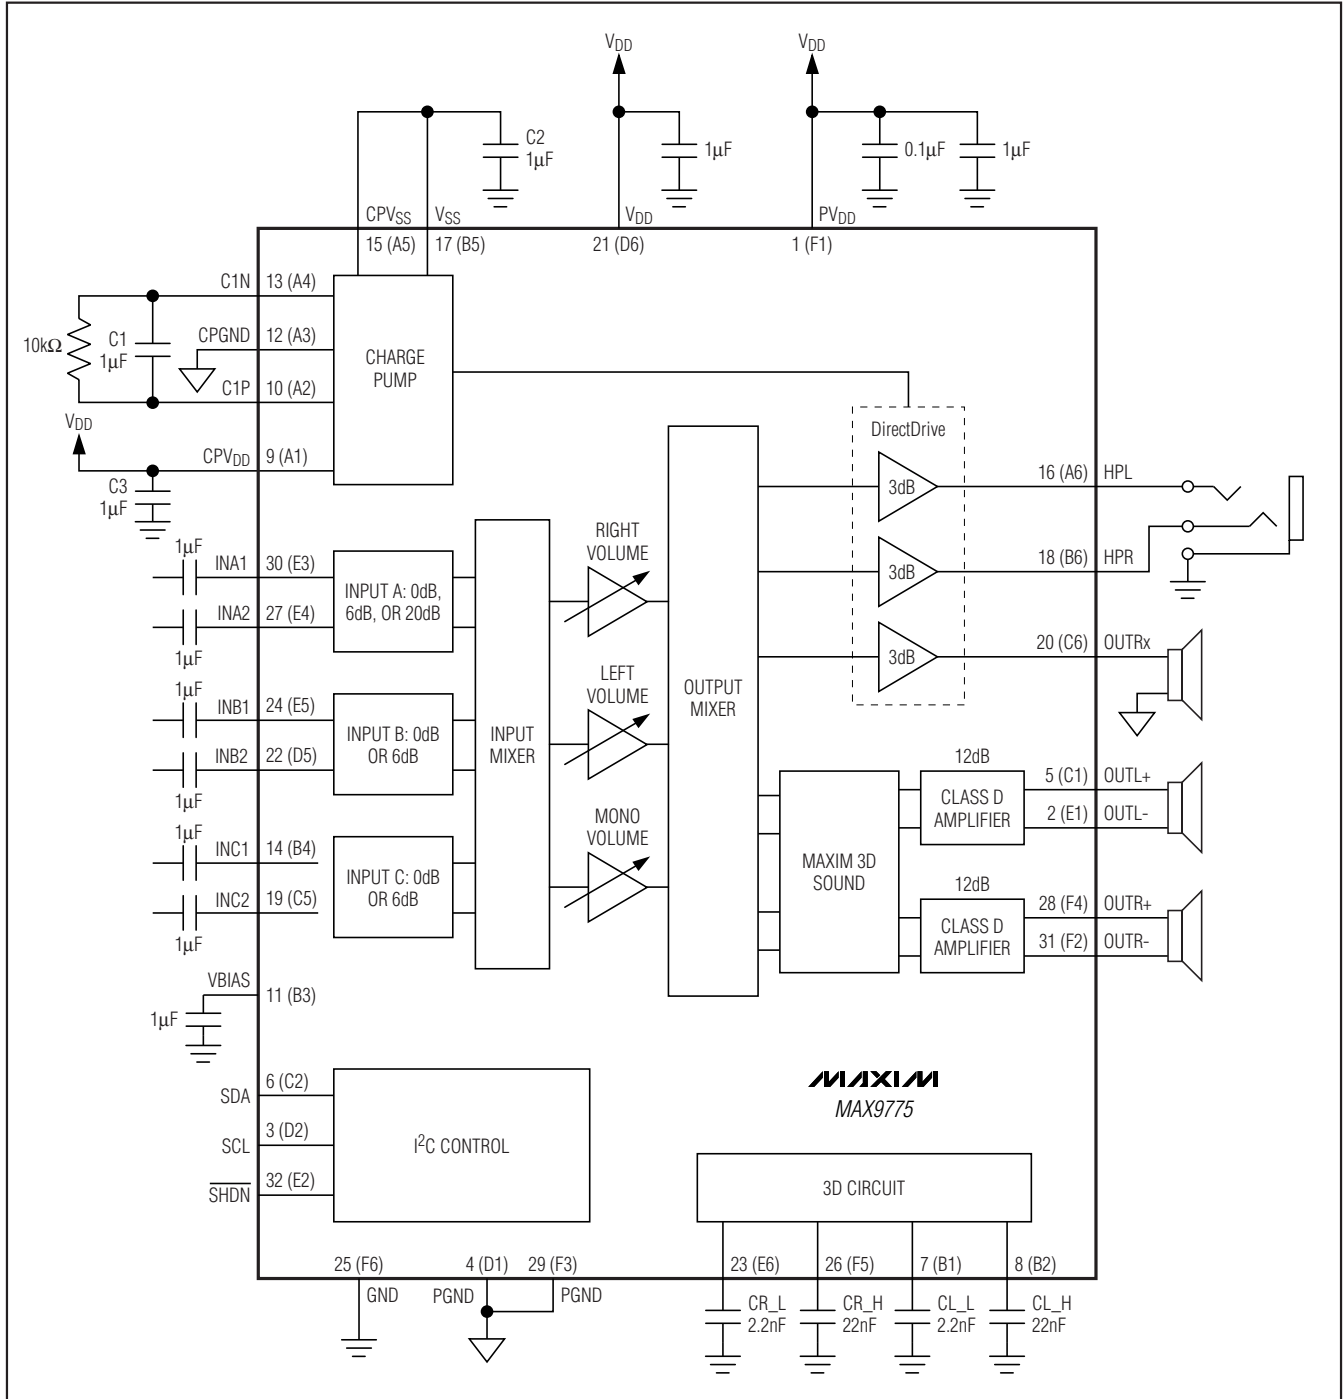 VDD
VDD
C2
1µF
1µF
0.1µF
1µF
CPVSS
VSS
VDD
PVDD
15 (A5)
17 (B5)
21 (D6)
1 (F1)
C1N
13 (A4)
10kΩ
C1
1µF
CPGND
12 (A3)
C1P
10 (A2)
CHARGE
PUMP
VDD
CPVDD
9 (A1)
C3
1µF
DirectDrive
3dB
16 (A6)
HPL
3dB
18 (B6)
HPR
3dB
20 (C6)
OUTRx
1µF
INA1
30 (E3)
INA2
27 (E4)
1µF
INPUT A: 0dB,
6dB, OR 20dB
RIGHT
VOLUME
1µF
INB1
24 (E5)
INB2
22 (D5)
1µF
INPUT B: 0dB
OR 6dB
INPUT
MIXER
LEFT
VOLUME
OUTPUT
MIXER
1µF
INC1
14 (B4)
INC2
19 (C5)
1µF
INPUT C: 0dB
OR 6dB
MONO
VOLUME
MAXIM 3D
SOUND
12dB
CLASS D
AMPLIFIER
5 (C1)
OUTL+
2 (E1)
OUTL-
12dB
CLASS D
AMPLIFIER
28 (F4)
OUTR+
31 (F2)
OUTR-
VBIAS
11 (B3)
1µF
SDA
6 (C2)
SCL
3 (D2)
SHDN
32 (E2)
I2C CONTROL
MAXIM
MAX9775
3D CIRCUIT
25 (F6)
4 (D1)
29 (F3)
23 (E6)
26 (F5)
7 (B1)
8 (B2)
GND
PGND
PGND
CR_L
2.2nF
CR_H
22nF
CL_L
2.2nF
CL_H
22nF